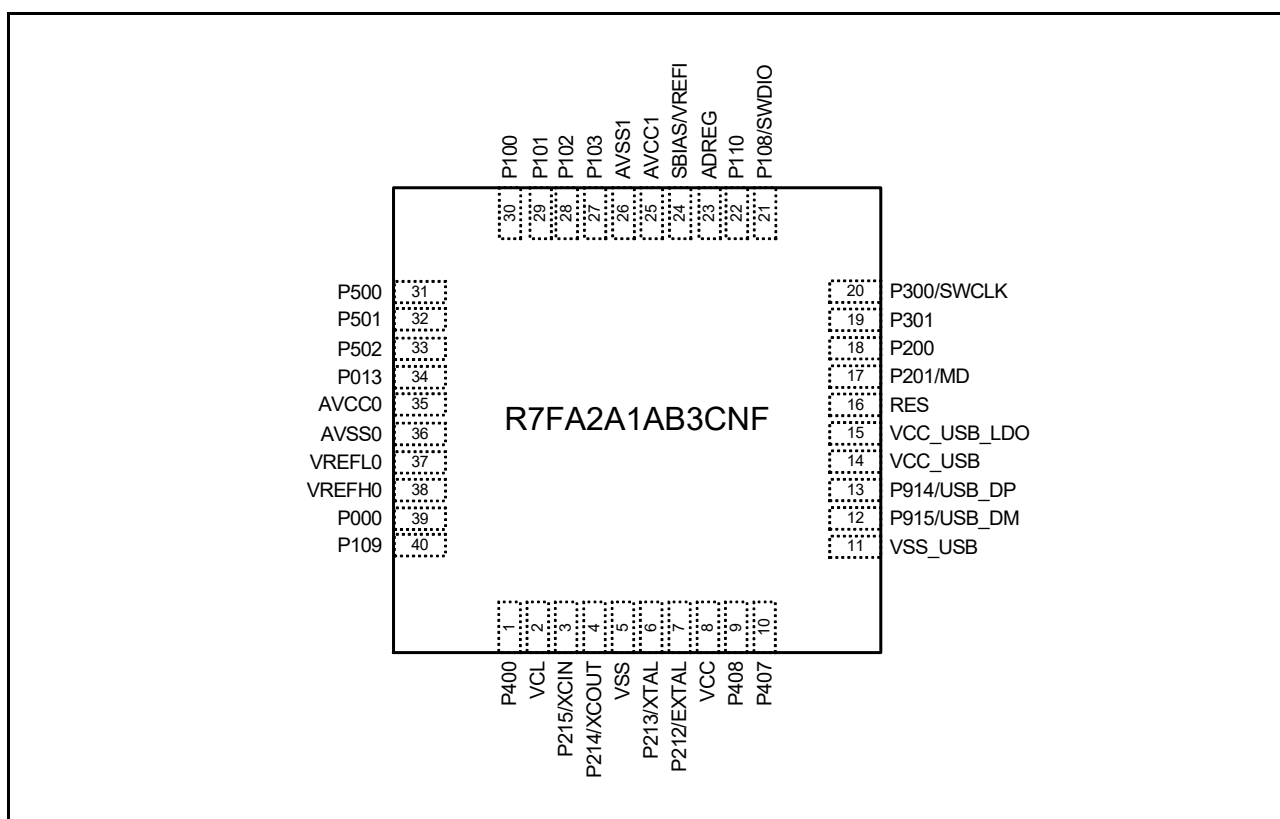 P100
P101
P102
P103
AVSS1
AVCC1
SBIAS/VREFI
ADREG
P110
P108/SWDIO
30
29
28
27
26
25
24
23
22
21
P500 31
P501 32
P502 33
P013 34
AVCC0 35
AVSS0 36
VREFL0 37
VREFH0 38
P000 39
P109 40
R7FA2A1AB3CNF
20 P300/SWCLK
19 P301
18 P200
17 P201/MD
16 RES
15 VCC_USB_LDO
14 VCC_USB
13 P914/USB_DP
12 P915/USB_DM
11 VSS_USB
1
2
3
4
5
6
7
8
9
10
P400
VCL
P215/XCIN
P214/XCOUT
VSS
P213/XTAL
P212/EXTAL
VCC
P408
P407